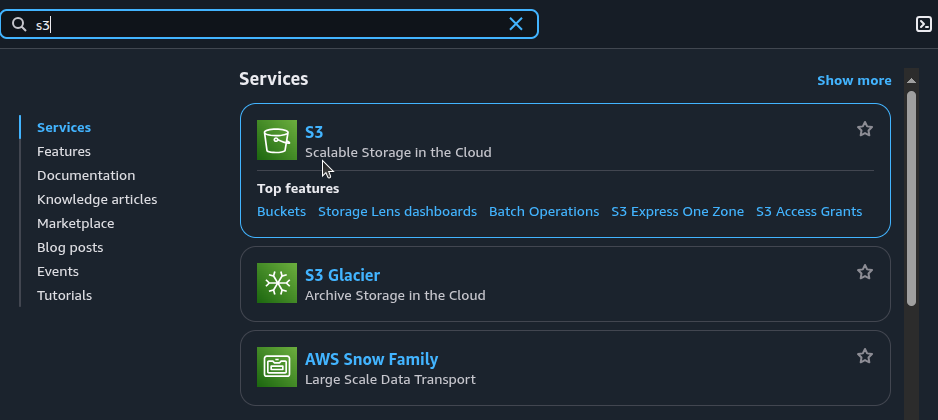 s3
Services
Show more
Services
Features
Documentation
Knowledge articles
Marketplace
Blog posts
Events
Tutorials
S3
Scalable Storage in the Cloud
Top features
Buckets Storage Lens dashboards Batch Operations S3 Express One Zone S3 Access Grants
S3 Glacier
Archive Storage in the Cloud
AWS Snow Family
Large Scale Data Transport